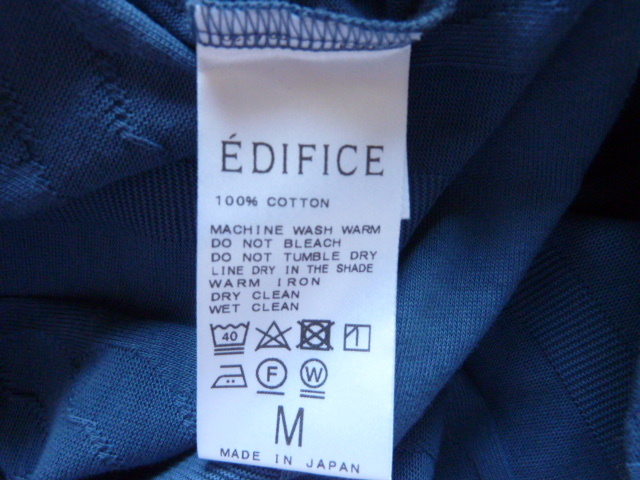 ÉDIFICE
100% COTTON
MACHINE WASH WARM
DO NOT BLEACH
DO NOT TUMBLE DRY
LINE DRY IN THE SHADE
WARM IRON
DRY CLEAN
WET CLEAN
40
F W
M
MADE IN JAPAN